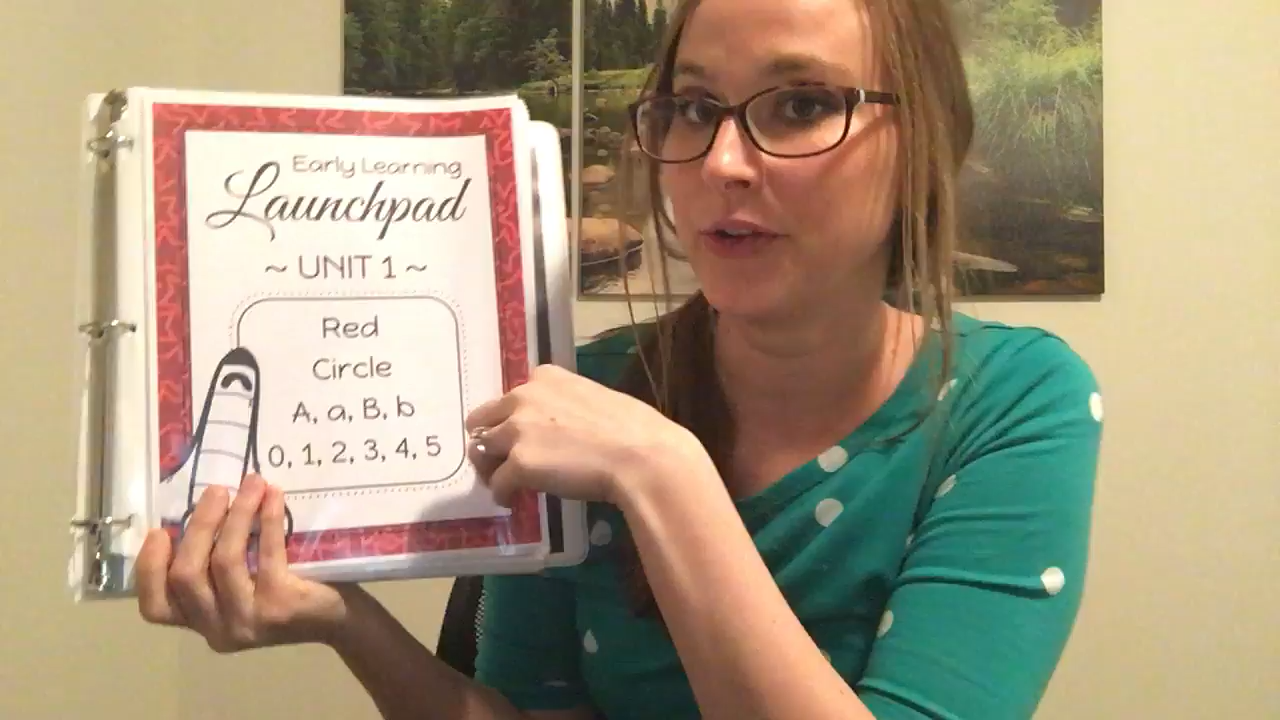 Early Learning
Launchpad
~ UNIT 1 ~
Red
Circle
A, a, B, b
0, 1, 2, 3, 4, 5